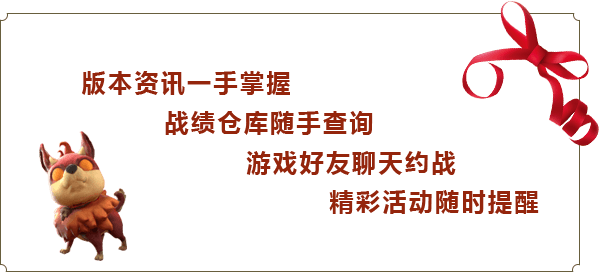 版本资讯一手掌握
战绩仓库随手查询
游戏好友聊天约战
精彩活动随时提醒